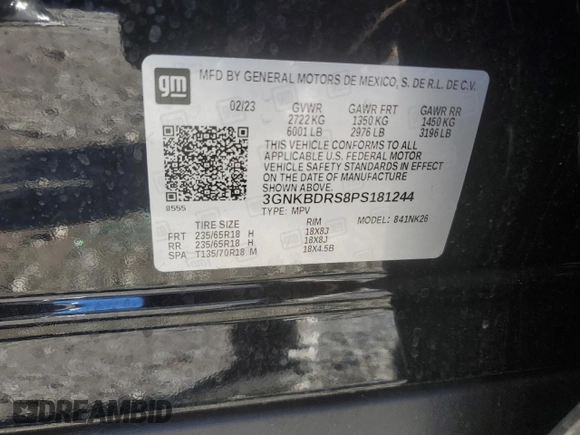 gm
MFD BY GENERAL MOTORS DE MEXICO, S. DE R.L. DE C.V.
02/23 GVWR GAWR FRT GAWR RR
2722 KG 1350 KG 1450 KG
6001 LB 2976 LB 3196 LB
THIS VEHICLE CONFORMS TO ALL
APPLICABLE U.S. FEDERAL MOTOR
VEHICLE SAFETY STANDARDS IN EFFECT
ON THE DATE OF MANUFACTURE
SHOWN ABOVE.
8555
3GNKBDRS8PS181244
TYPE: MPV MODEL: 841NK26
TIRE SIZE RIM
FRT 235/65R18 H 18X8J
RR 235/65R18 H 18X8J
SPA T135/70R18 M 18X4.5B
DREAMBID